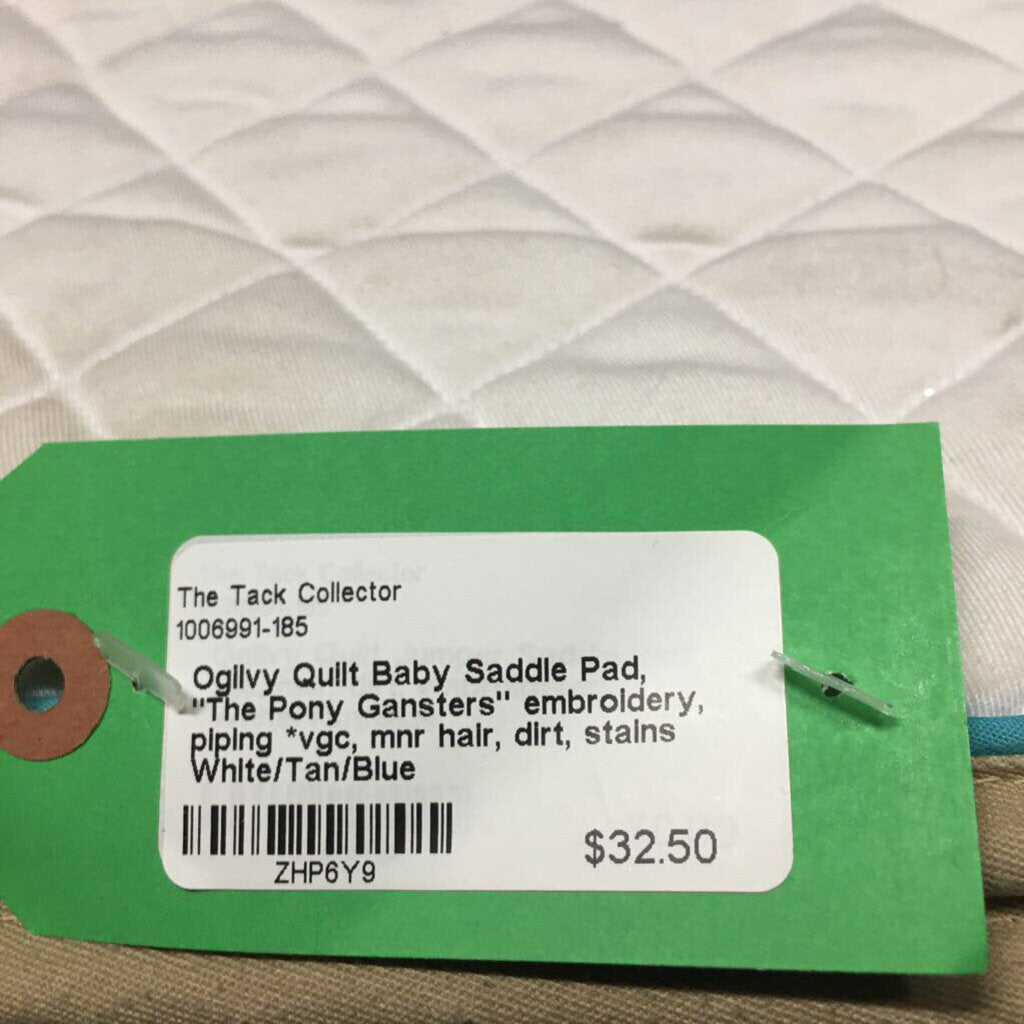 The Tack Collector
1006991-185
Ogilvy Quilt Baby Saddle Pad,
"The Pony Gansters" embroidery,
piping *vgc, mnr hair, dirt, stains
White/Tan/Blue
ZHP6Y9
$32.50